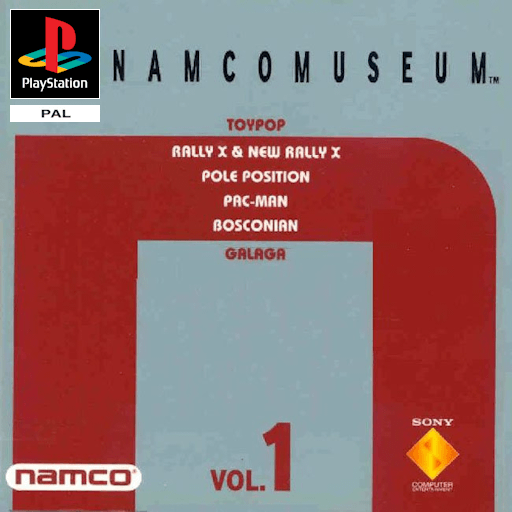 PlayStation
PAL
NAMCOMUSEUM™
TOYPOP
RALLY X & NEW RALLY X
POLE POSITION
PAC-MAN
BOSCONIAN
GALAGA
VOL.1
namco
SONY
COMPUTER
ENTERTAINMENT